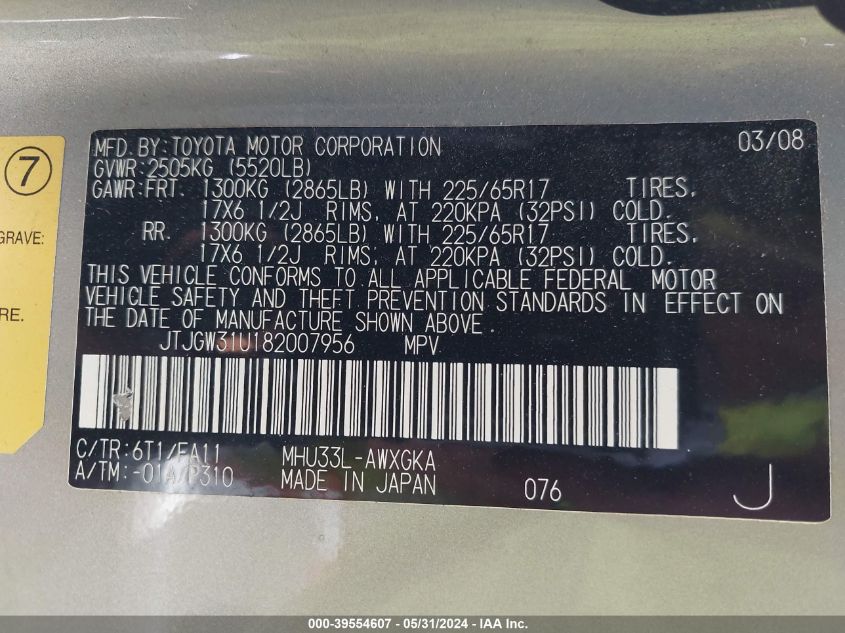 7
GRAVE:
RE.
MFD. BY: TOYOTA MOTOR CORPORATION 03/08
GVWR: 2505KG (5520LB)
GAWR: FRT. 1300KG (2865LB) WITH 225/65R17 TIRES,
17X6 1/2J RIMS, AT 220KPA (32PSI) COLD.
RR. 1300KG (2865LB) WITH 225/65R17 TIRES,
17X6 1/2J RIMS, AT 220KPA (32PSI) COLD.
THIS VEHICLE CONFORMS TO ALL APPLICABLE FEDERAL MOTOR
VEHICLE SAFETY AND THEFT PREVENTION STANDARDS IN EFFECT ON
THE DATE OF MANUFACTURE SHOWN ABOVE.
JTJGW31U182007956 MPV
C/TR: 6T1/FA11 MHU33L-AWXGKA
A/TM: -01A/P310 MADE IN JAPAN 076 J
000-39554607 - 05/31/2024 - IAA Inc.